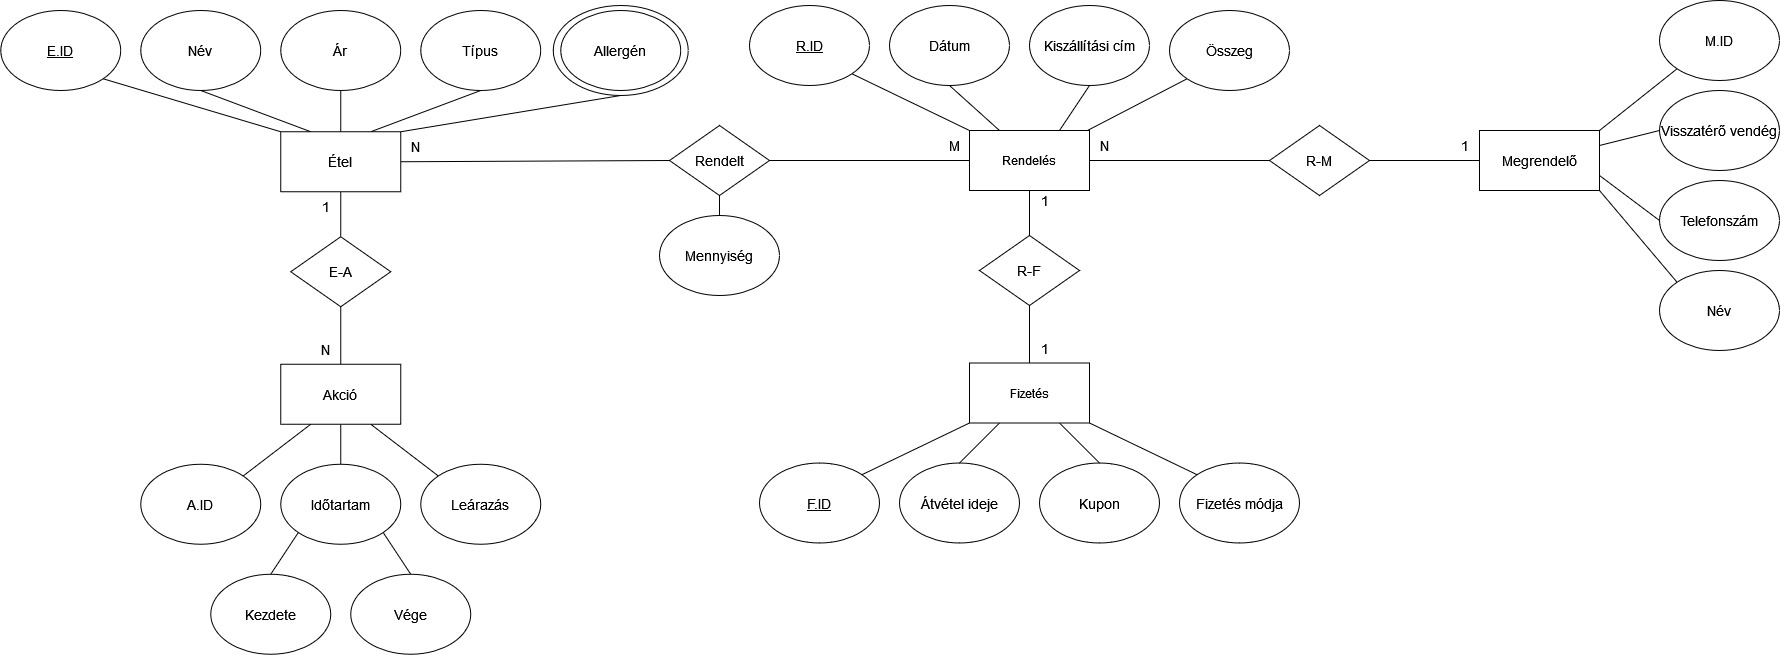 E.ID
Név
Ár
Típus
Allergén
R.ID
Dátum
Kiszállítási cím
Összeg
M.ID
Visszatérő vendég
Telefonszám
Név
Étel
N
Rendelt
M
Rendelés
N
R-M
1
Megrendelő
Mennyiség
1
E-A
N
Akció
1
R-F
1
Fizetés
A.ID
Időtartam
Leárazás
Kezdete
Vége
F.ID
Átvétel ideje
Kupon
Fizetés módja